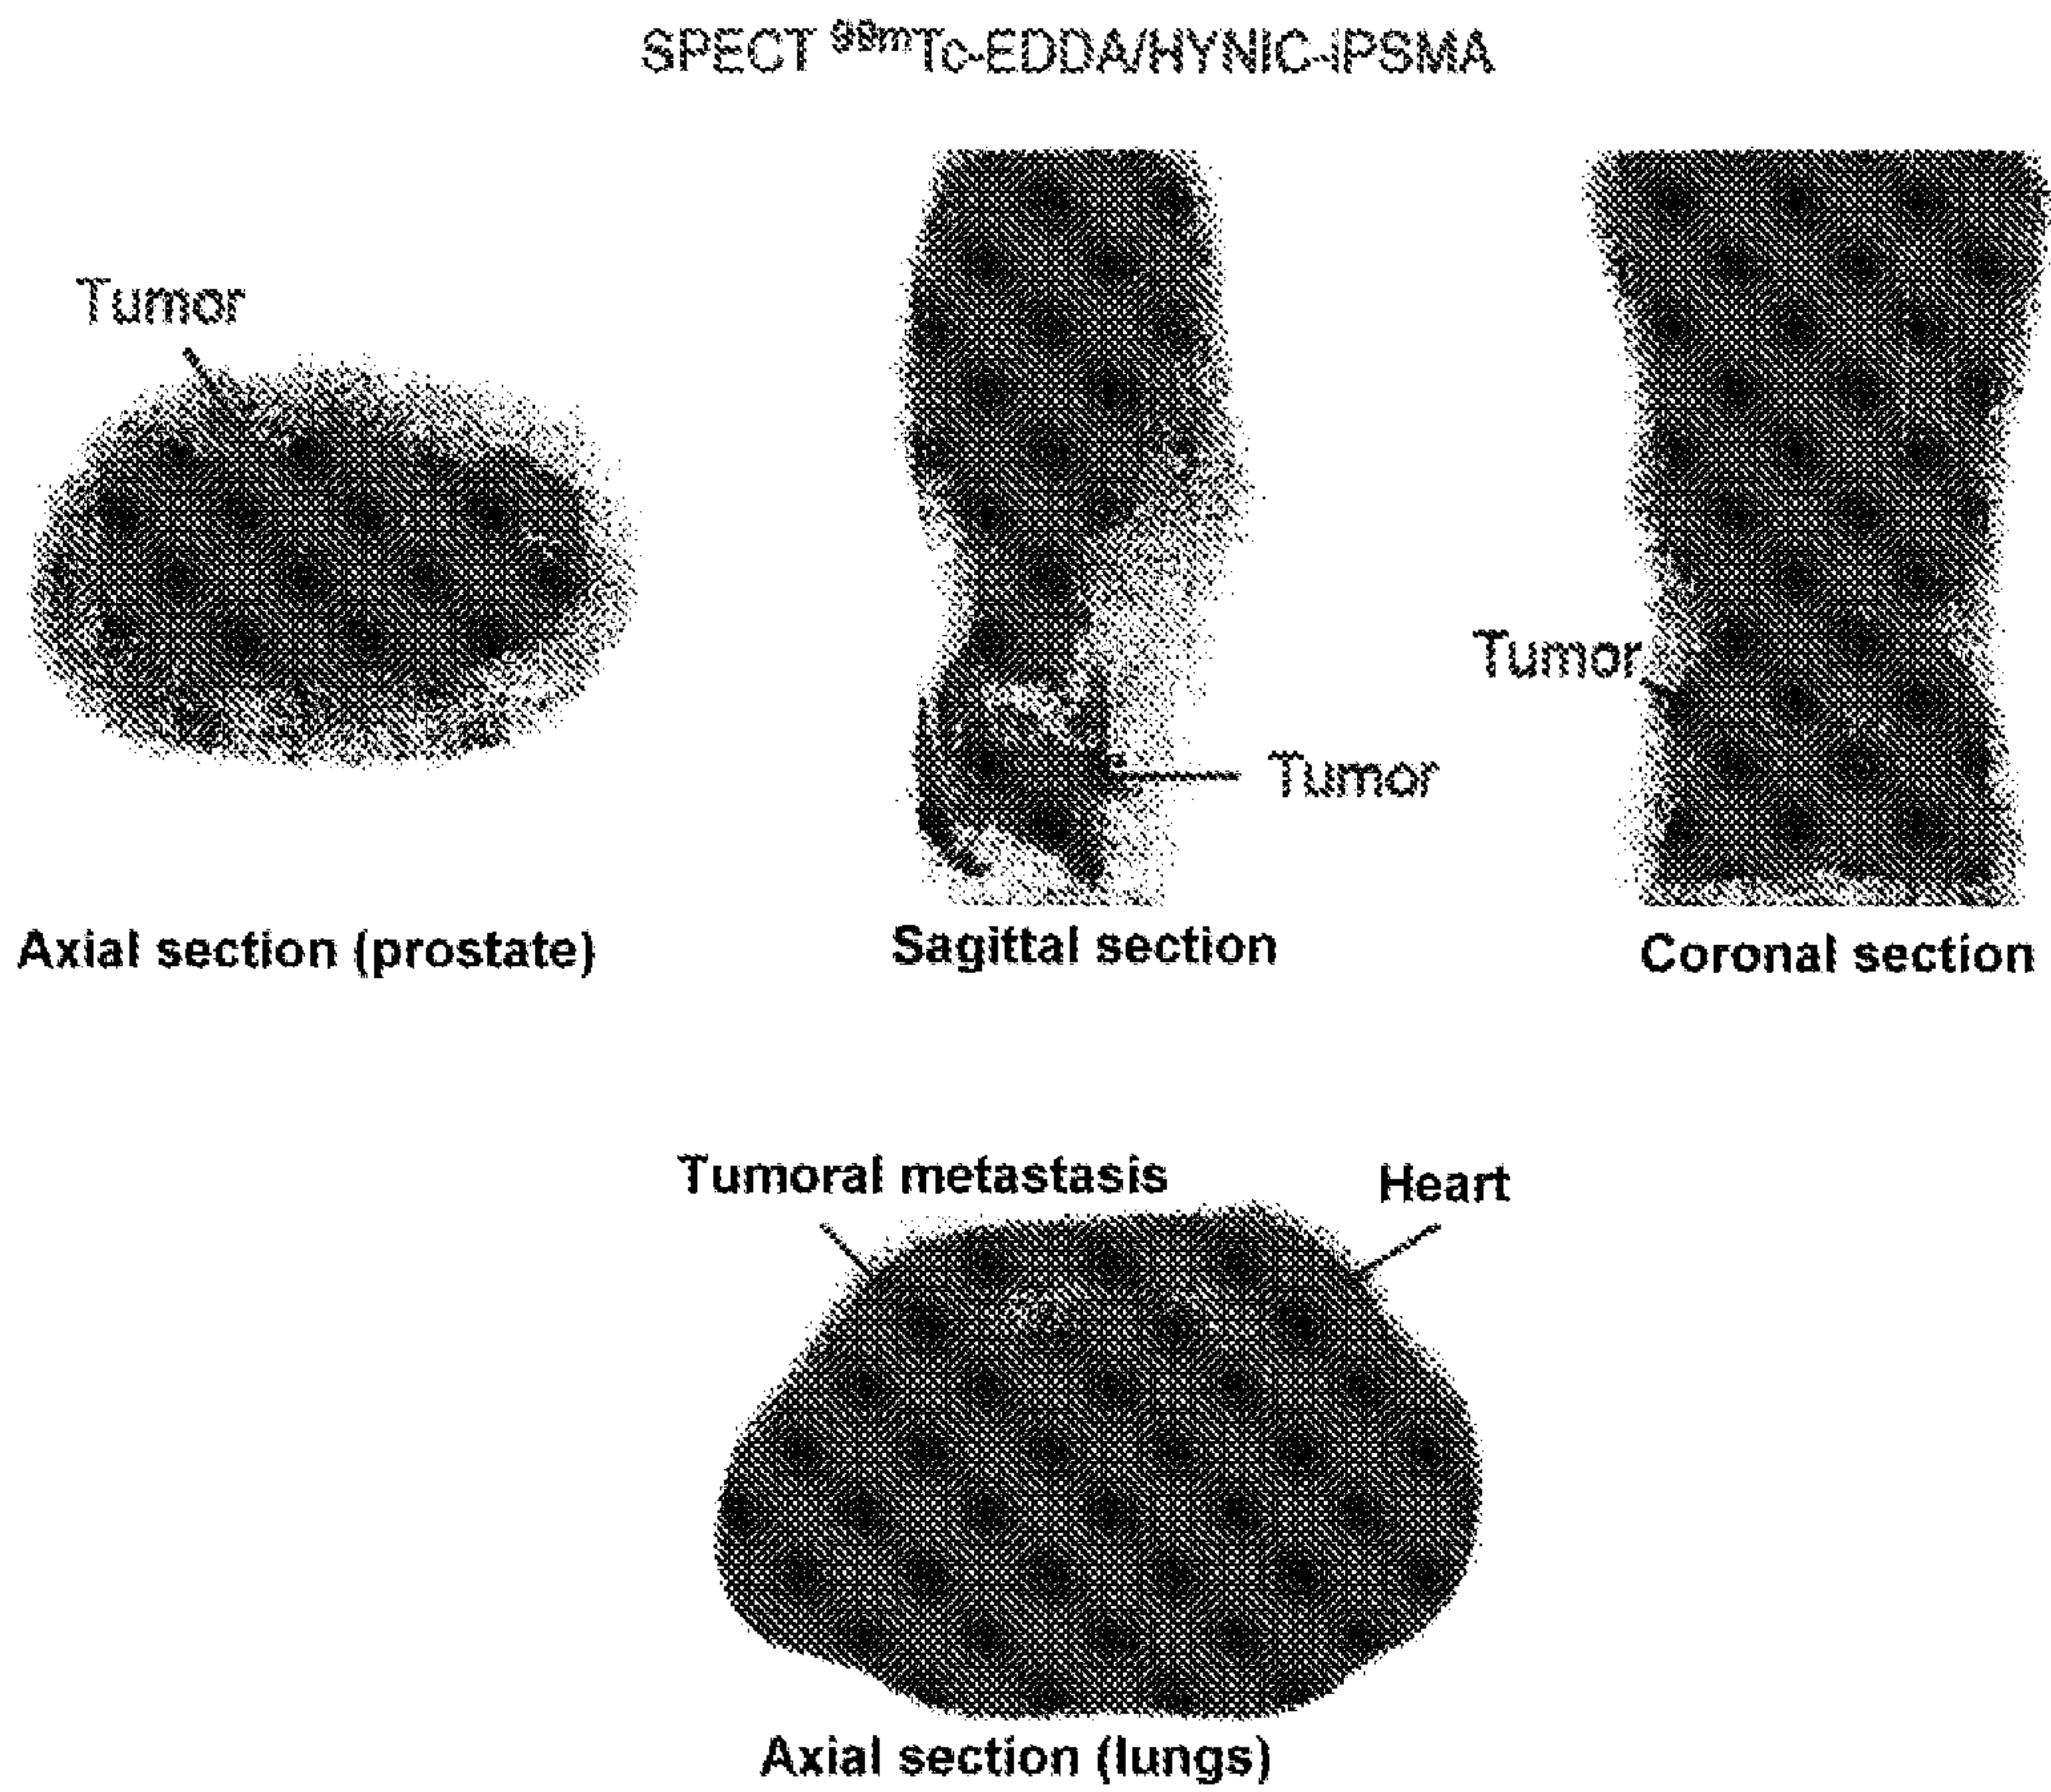 SPECT 99mTc-EDDA/HYNIC-iPSMA
Tumor
Tumor
Tumor
Axial section (prostate)
Sagittal section
Coronal section
Tumoral metastasis
Heart
Axial section (lungs)